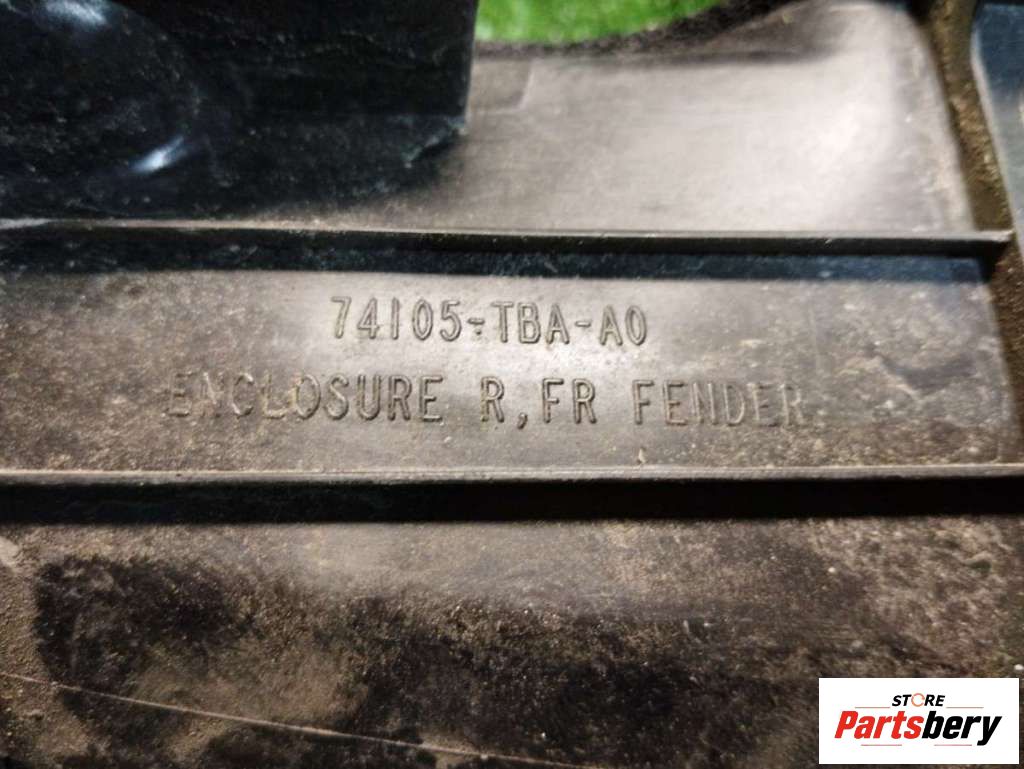 74105-TBA-A0
ENCLOSURE R, FR FENDER
STORE
Partsbery